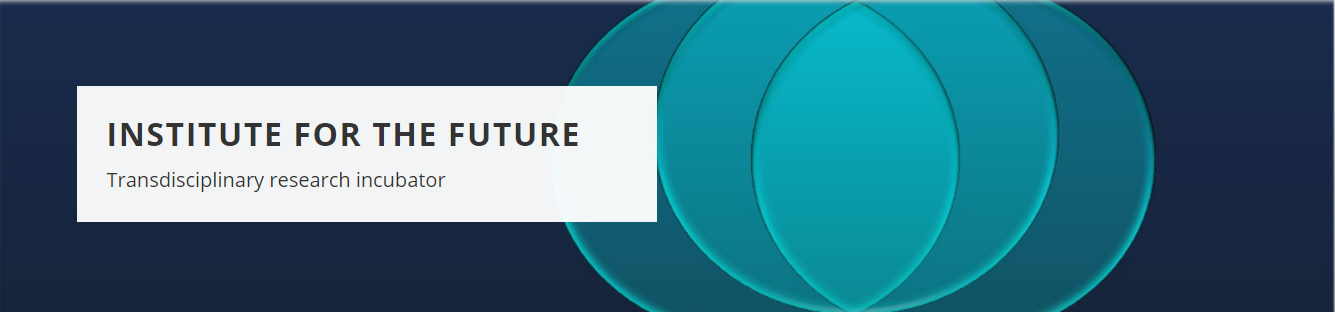 INSTITUTE FOR THE FUTURE
Transdisciplinary research incubator